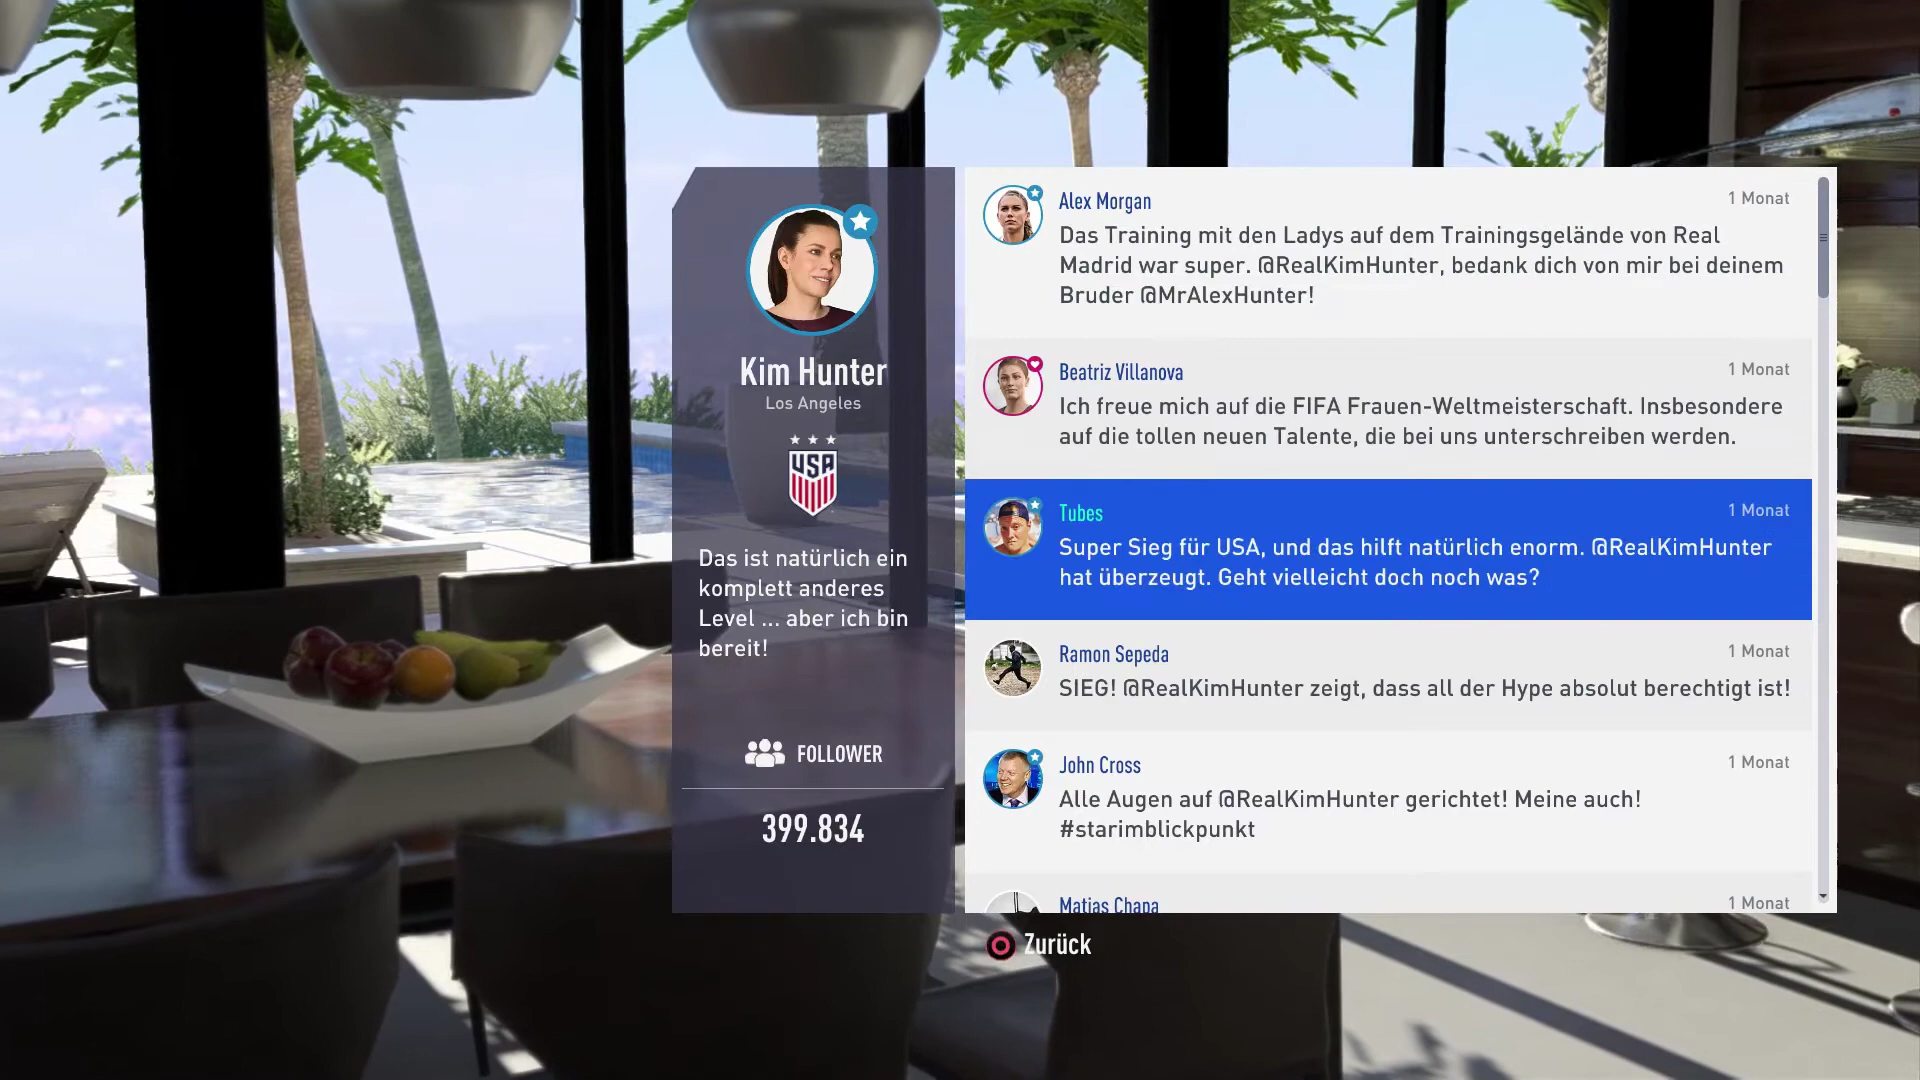 Kim Hunter
Los Angeles
USA
Das ist natürlich ein
komplett anderes
Level ... aber ich bin
bereit!
FOLLOWER
399.834
Alex Morgan
1 Monat
Das Training mit den Ladys auf dem Trainingsgelände von Real
Madrid war super. @RealKimHunter, bedank dich von mir bei deinem
Bruder @MrAlexHunter!
Beatriz Villanova
1 Monat
Ich freue mich auf die FIFA Frauen-Weltmeisterschaft. Insbesondere
auf die tollen neuen Talente, die bei uns unterschreiben werden.
Tubes
1 Monat
Super Sieg für USA, und das hilft natürlich enorm. @RealKimHunter
hat überzeugt. Geht vielleicht doch noch was?
Ramon Sepeda
1 Monat
SIEG! @RealKimHunter zeigt, dass all der Hype absolut berechtigt ist!
John Cross
1 Monat
Alle Augen auf @RealKimHunter gerichtet! Meine auch!
#starimblickpunkt
Matias Chapa
1 Monat
Zurück